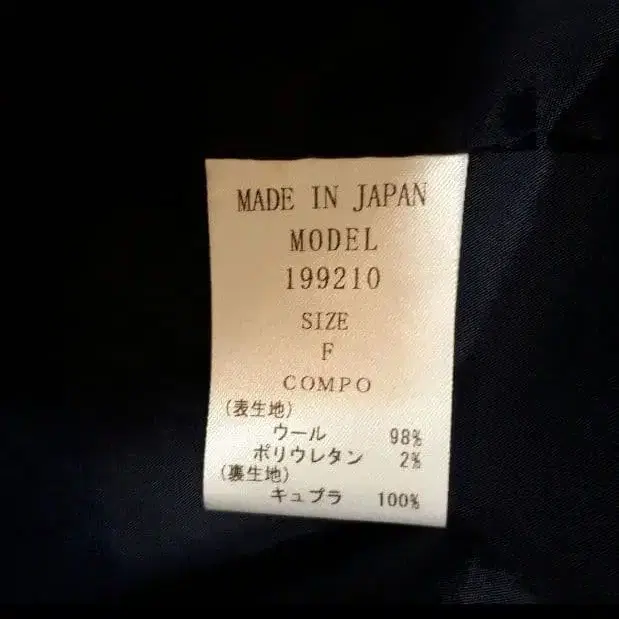 MADE IN JAPAN
MODEL
199210
SIZE
F
COMPO
(表生地)
ウール 98%
ポリウレタン 2%
(裏生地)
キュプラ 100%